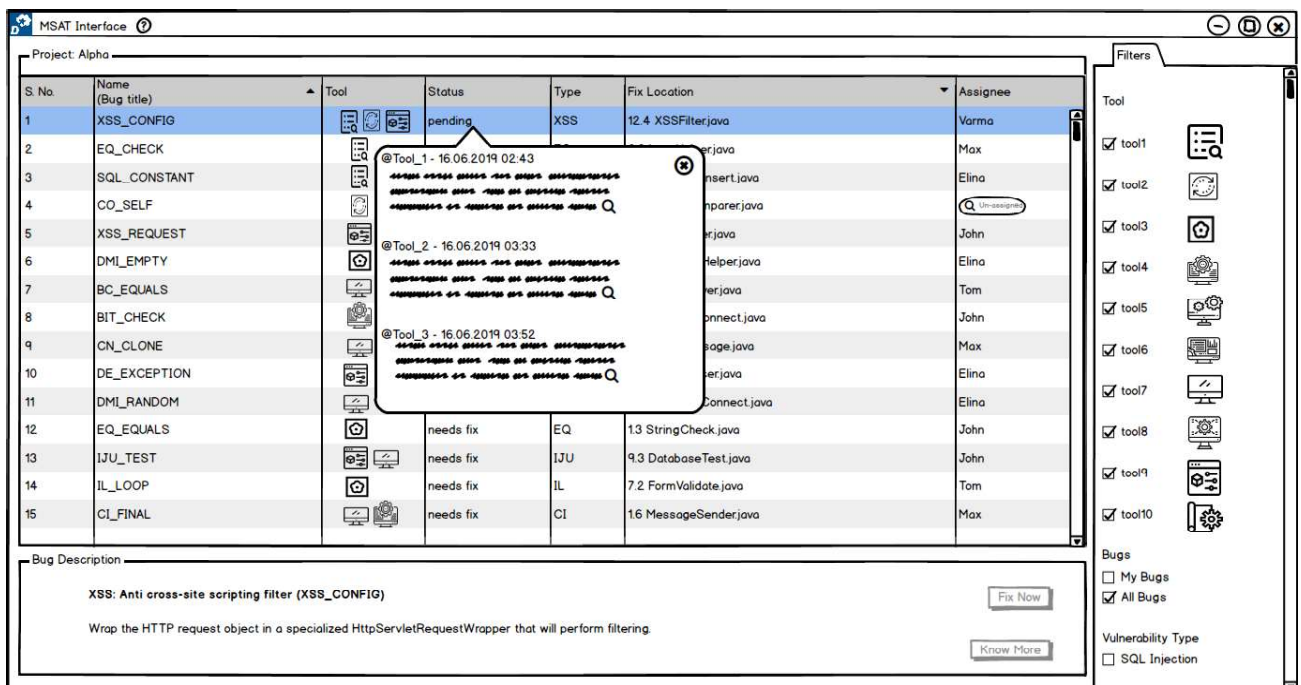 MSAT Interface ?
Project: Alpha
Filters
S. No. Name (Bug title) Tool Status Type Fix Location Assignee
1 XSS_CONFIG pending XSS 12.4 XSSFilter.java Varma
2 EQ_CHECK er.java Max
3 SQL_CONSTANT nsert.java Elina
4 CO_SELF nparer.java Un-assigned
5 XSS_REQUEST er.java John
6 DMI_EMPTY Helper.java Elina
7 BC_EQUALS ver.java Tom
8 BIT_CHECK onnect.java John
9 CN_CLONE sage.java Max
10 DE_EXCEPTION ser.java Elina
11 DMI_RANDOM Connect.java Elina
12 EQ_EQUALS needs fix EQ 1.3 StringCheck.java John
13 IJU_TEST needs fix IJU 9.3 DatabaseTest.java John
14 IL_LOOP needs fix IL 7.2 FormValidate.java Tom
15 CI_FINAL needs fix CI 1.6 MessageSender.java Max
@Tool_1 - 16.06.2019 02:43
@Tool_2 - 16.06.2019 03:33
@Tool_3 - 16.06.2019 03:52
Bug Description
XSS: Anti cross-site scripting filter (XSS_CONFIG)
Fix Now
Wrap the HTTP request object in a specialized HttpServletRequestWrapper that will perform filtering.
Know More
Tool
tool1
tool2
tool3
tool4
tool5
tool6
tool7
tool8
tool9
tool10
Bugs
My Bugs
All Bugs
Vulnerability Type
SQL Injection